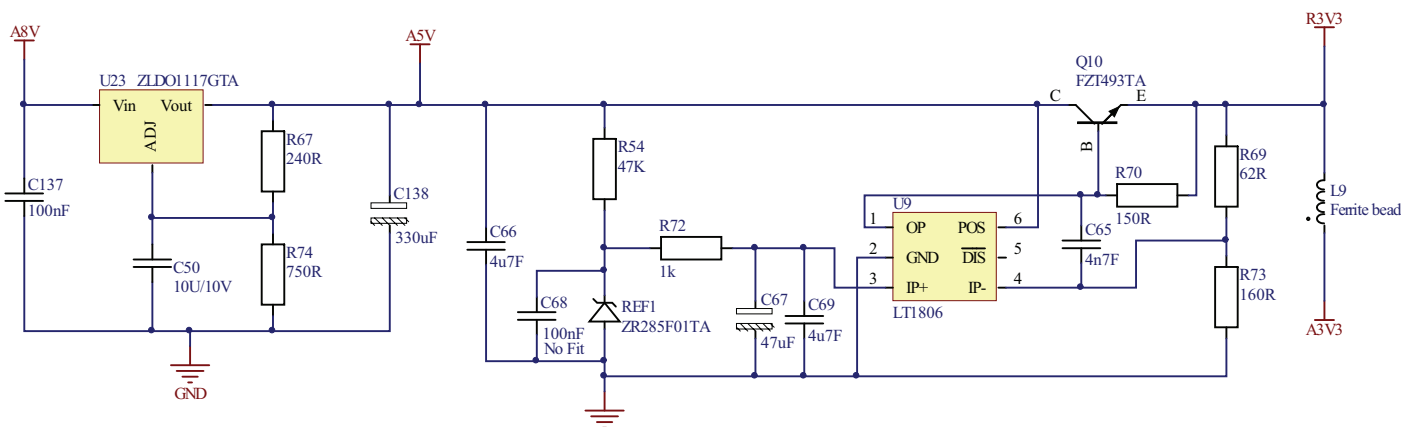 A8V
A5V
R3V3
U23 ZLDO1117GTA
Vin Vout
ADJ
R67
240R
C137
100nF
C138
330uF
C50
10U/10V
R74
750R
GND
C66
4u7F
R54
47K
R72
1k
C68
100nF
No Fit
REF1
ZR285F01TA
C67
47uF
C69
4u7F
U9
1 OP POS 6
2 GND DIS 5
3 IP+ IP- 4
LT1806
Q10
FZT493TA
C E
B
R70
150R
C65
4n7F
R69
62R
R73
160R
L9
Ferrite bead
A3V3